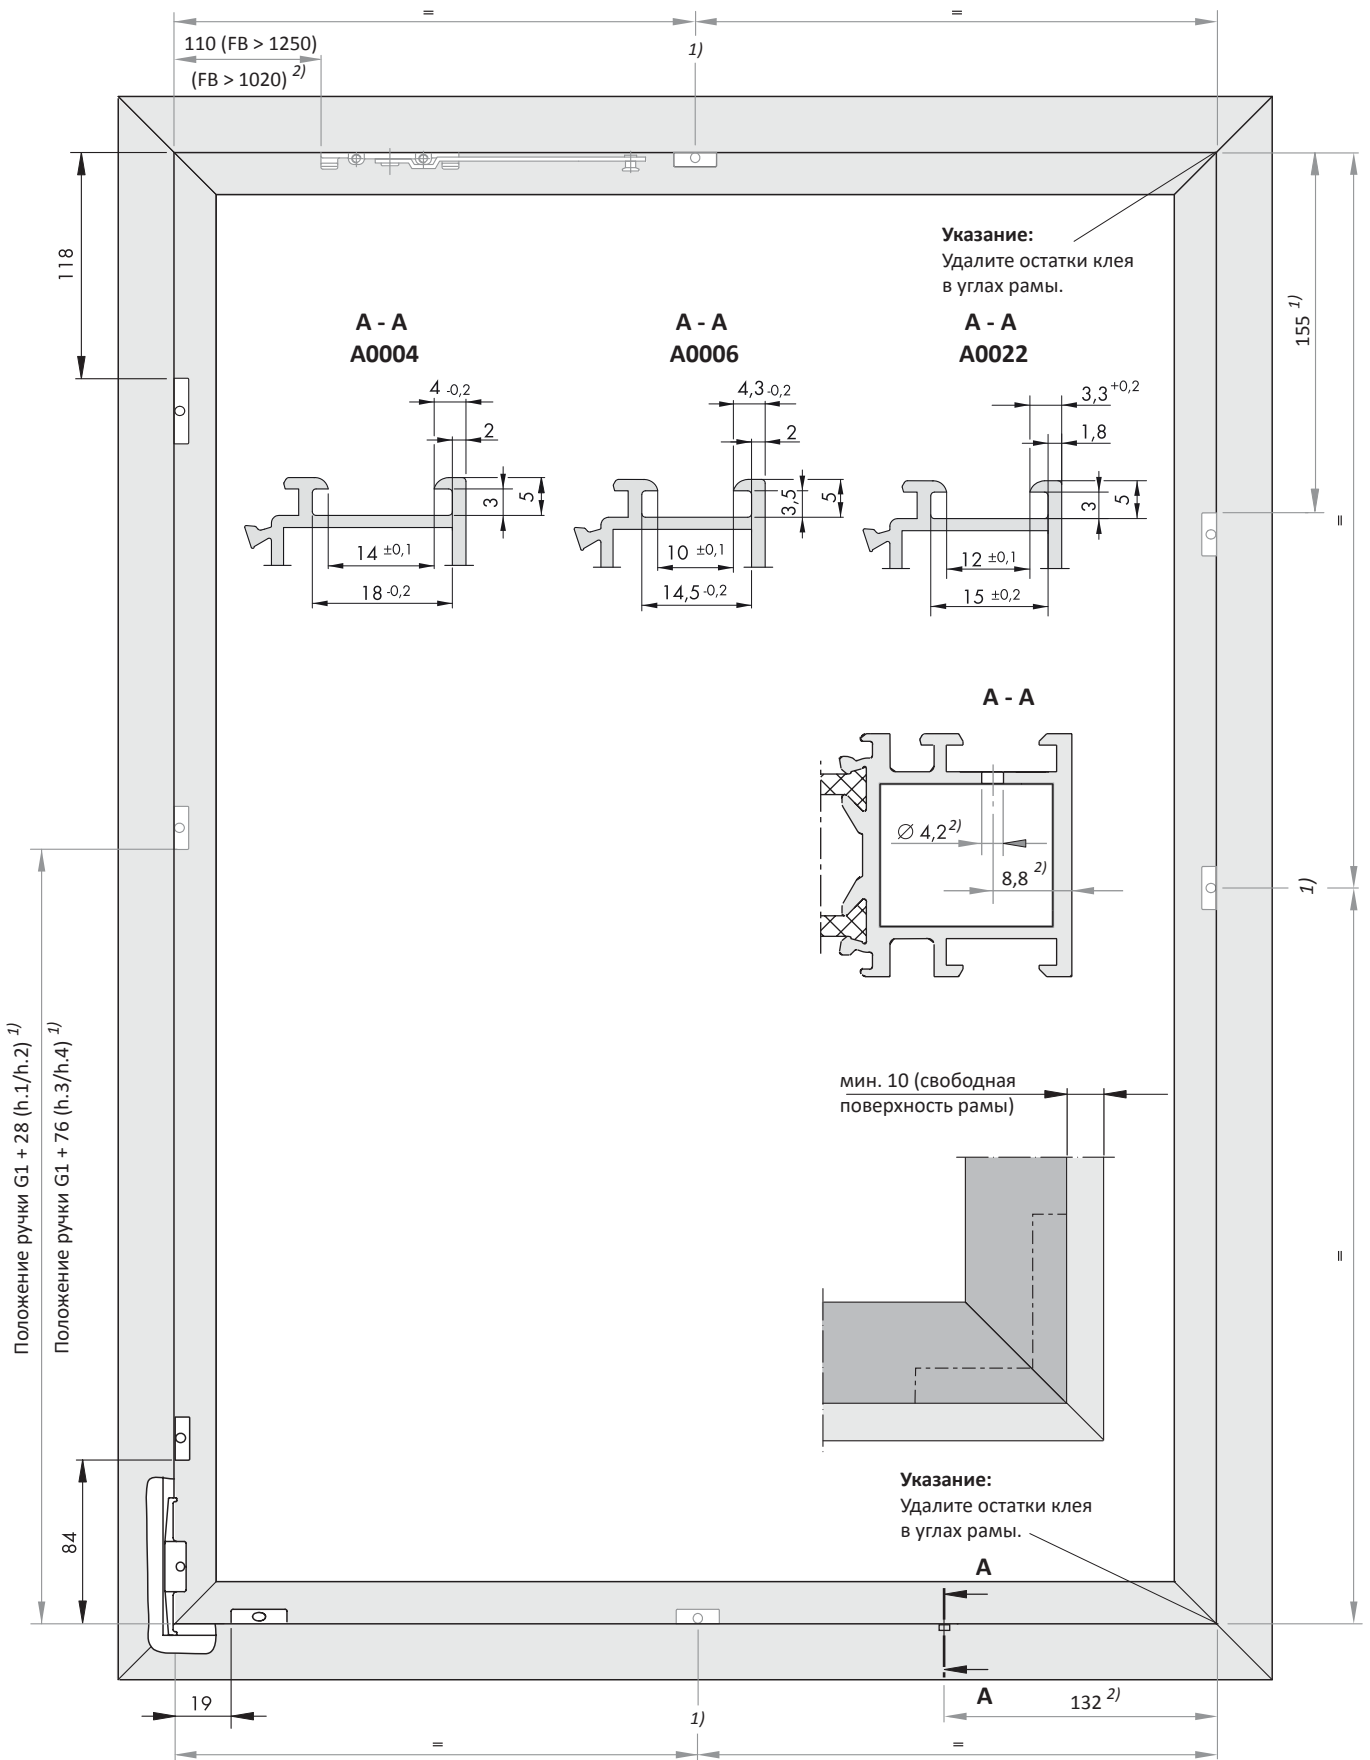 =
=
110 (FB > 1250)
(FB > 1020) 2)
1)
118
Указание:
Удалите остатки клея
в углах рамы.
155 1)
A - A
A0004
A - A
A0006
A - A
A0022
4 -0,2
2
3
5
14 ±0,1
18 -0,2
4,3 -0,2
2
3,5
5
10 ±0,1
14,5 -0,2
3,3 +0,2
1,8
3
5
12 ±0,1
15 ±0,2
=
A - A
Ø 4,2 2)
8,8 2)
1)
Положение ручки G1 + 28 (h.1/h.2) 1)
Положение ручки G1 + 76 (h.3/h.4) 1)
мин. 10 (свободная
поверхность рамы)
=
84
Указание:
Удалите остатки клея
в углах рамы.
A
A
19
132 2)
1)
=
=